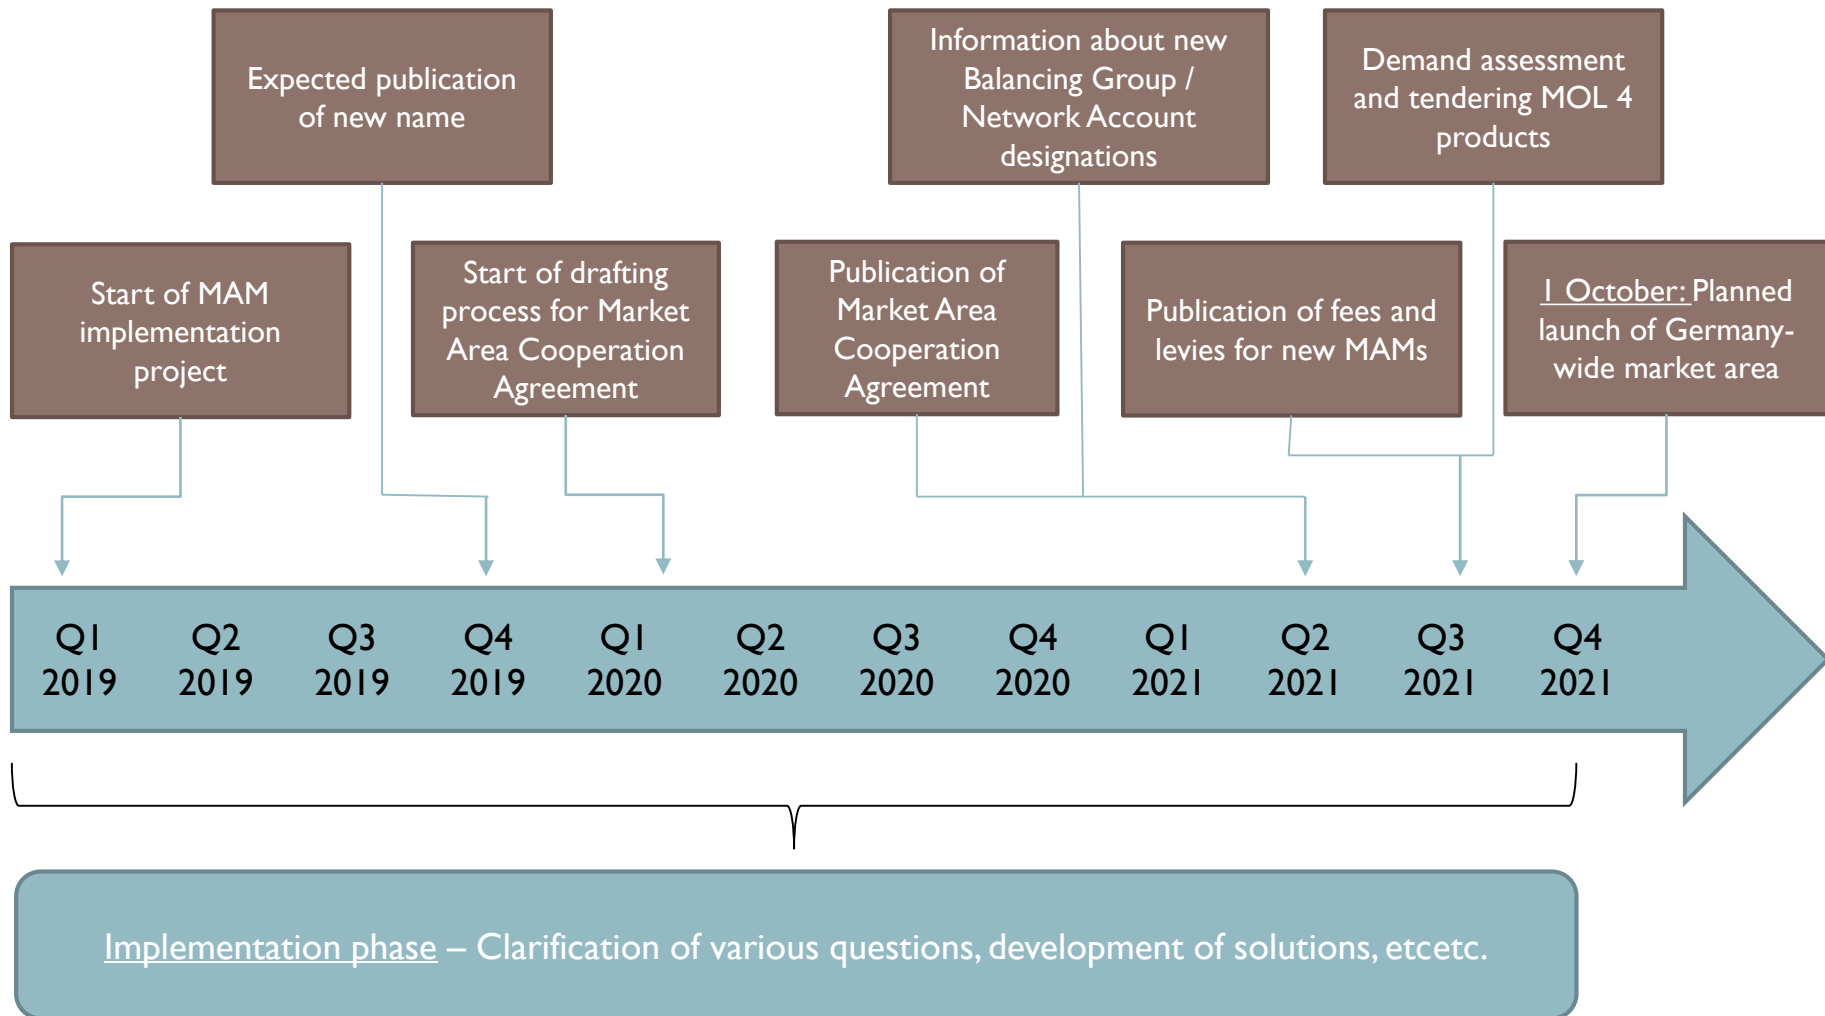 Expected publication
of new name
Information about new
Balancing Group /
Network Account
designations
Demand assessment
and tendering MOL 4
products
Start of MAM
implementation
project
Start of drafting
process for Market
Area Cooperation
Agreement
Publication of
Market Area
Cooperation
Agreement
Publication of fees and
levies for new MAMs
1 October: Planned
launch of Germany-
wide market area
Q1
2019
Q2
2019
Q3
2019
Q4
2019
Q1
2020
Q2
2020
Q3
2020
Q4
2020
Q1
2021
Q2
2021
Q3
2021
Q4
2021
Implementation phase – Clarification of various questions, development of solutions, etcetc.